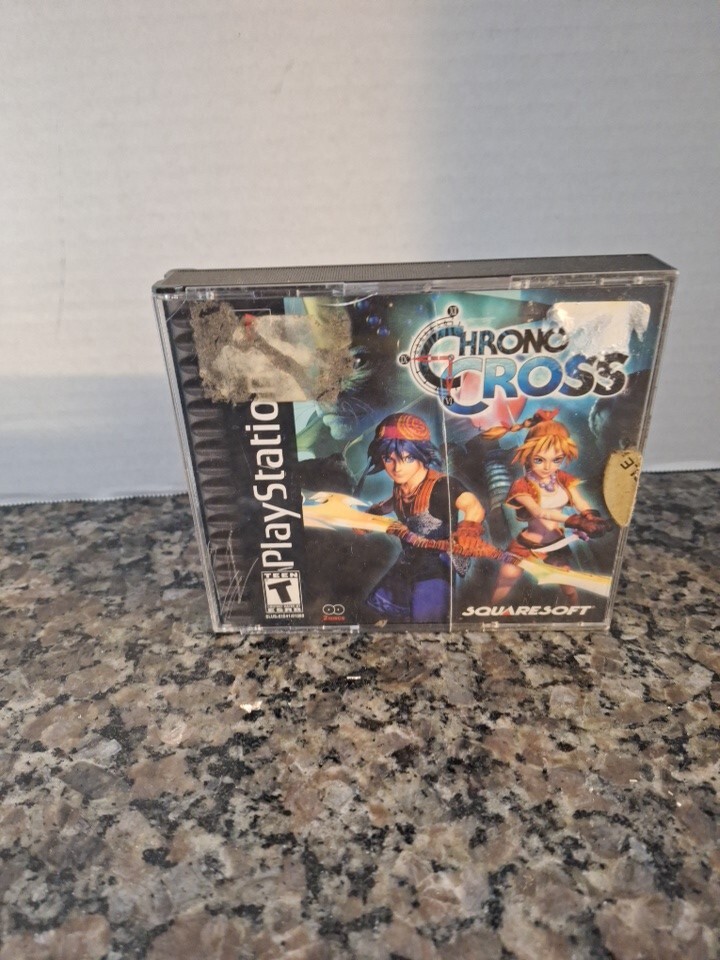 CHRONO
CROSS
PlayStation
TEEN
T
ESRB
SQUARESOFT